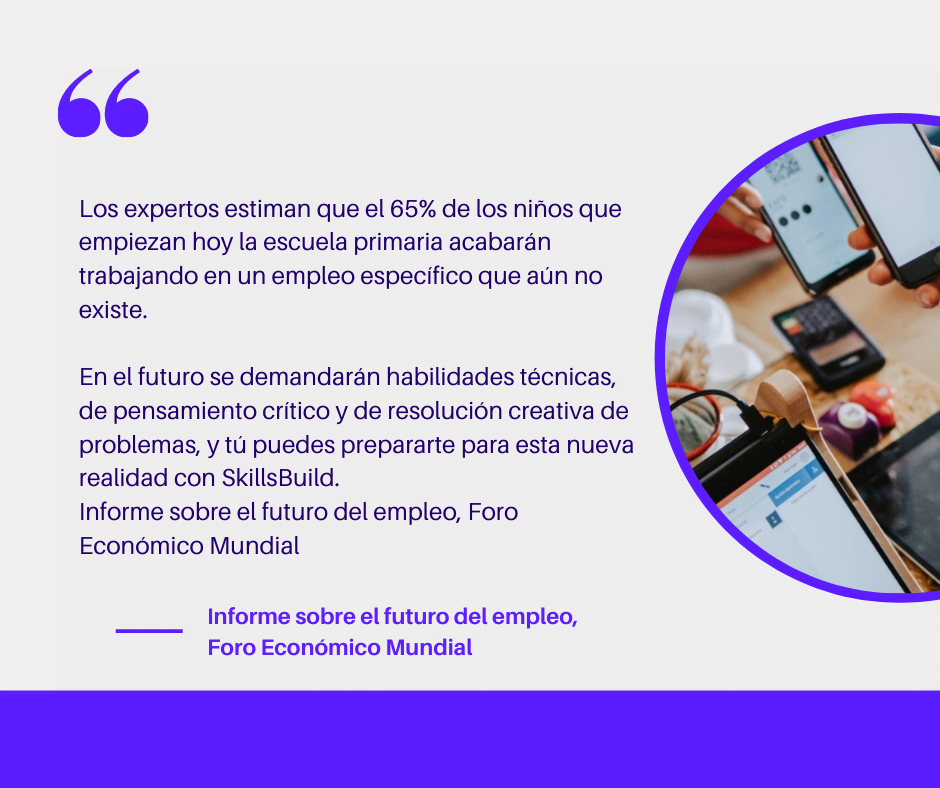 Los expertos estiman que el 65% de los niños que
empiezan hoy la escuela primaria acabarán
trabajando en un empleo específico que aún no
existe.
En el futuro se demandarán habilidades técnicas,
de pensamiento crítico y de resolución creativa de
problemas, y tú puedes prepararte para esta nueva
realidad con SkillsBuild.
Informe sobre el futuro del empleo, Foro
Económico Mundial
Informe sobre el futuro del empleo,
Foro Económico Mundial